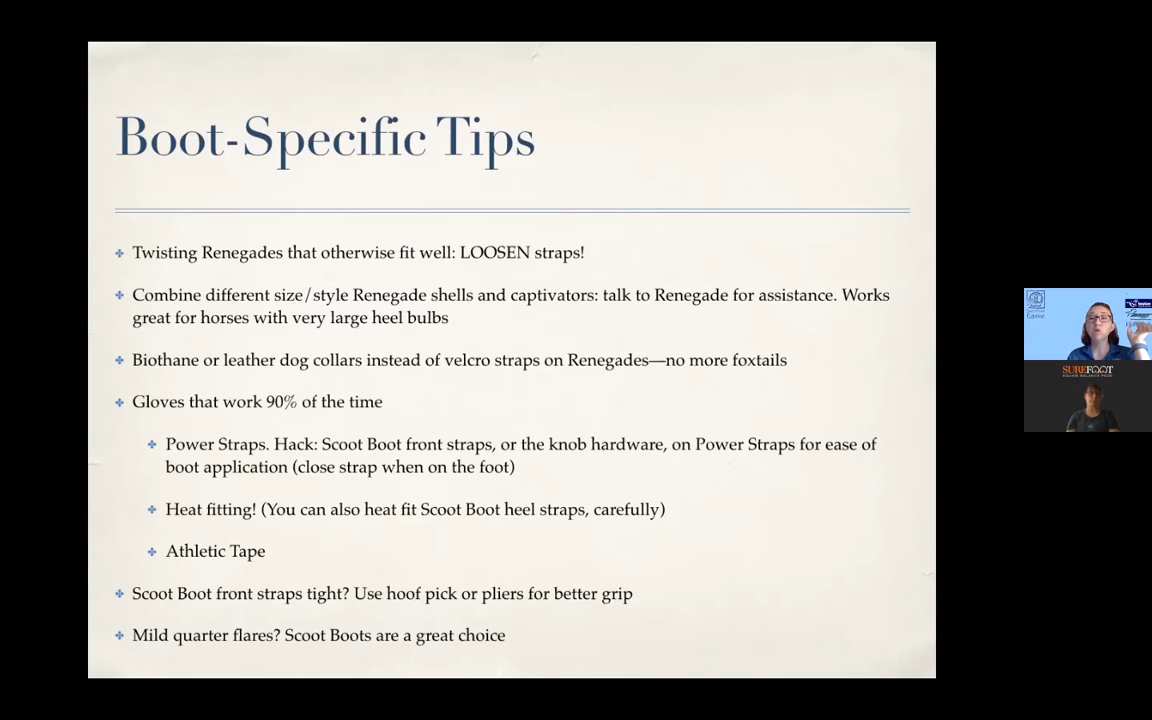 Boot-Specific Tips
Twisting Renegades that otherwise fit well: LOOSEN straps!
Combine different size/style Renegade shells and captivators: talk to Renegade for assistance. Works
great for horses with very large heel bulbs
Biothane or leather dog collars instead of velcro straps on Renegades—no more foxtails
Gloves that work 90% of the time
Power Straps. Hack: Scoot Boot front straps, or the knob hardware, on Power Straps for ease of
boot application (close strap when on the foot)
Heat fitting! (You can also heat fit Scoot Boot heel straps, carefully)
Athletic Tape
Scoot Boot front straps tight? Use hoof pick or pliers for better grip
Mild quarter flares? Scoot Boots are a great choice
SUREFOOT